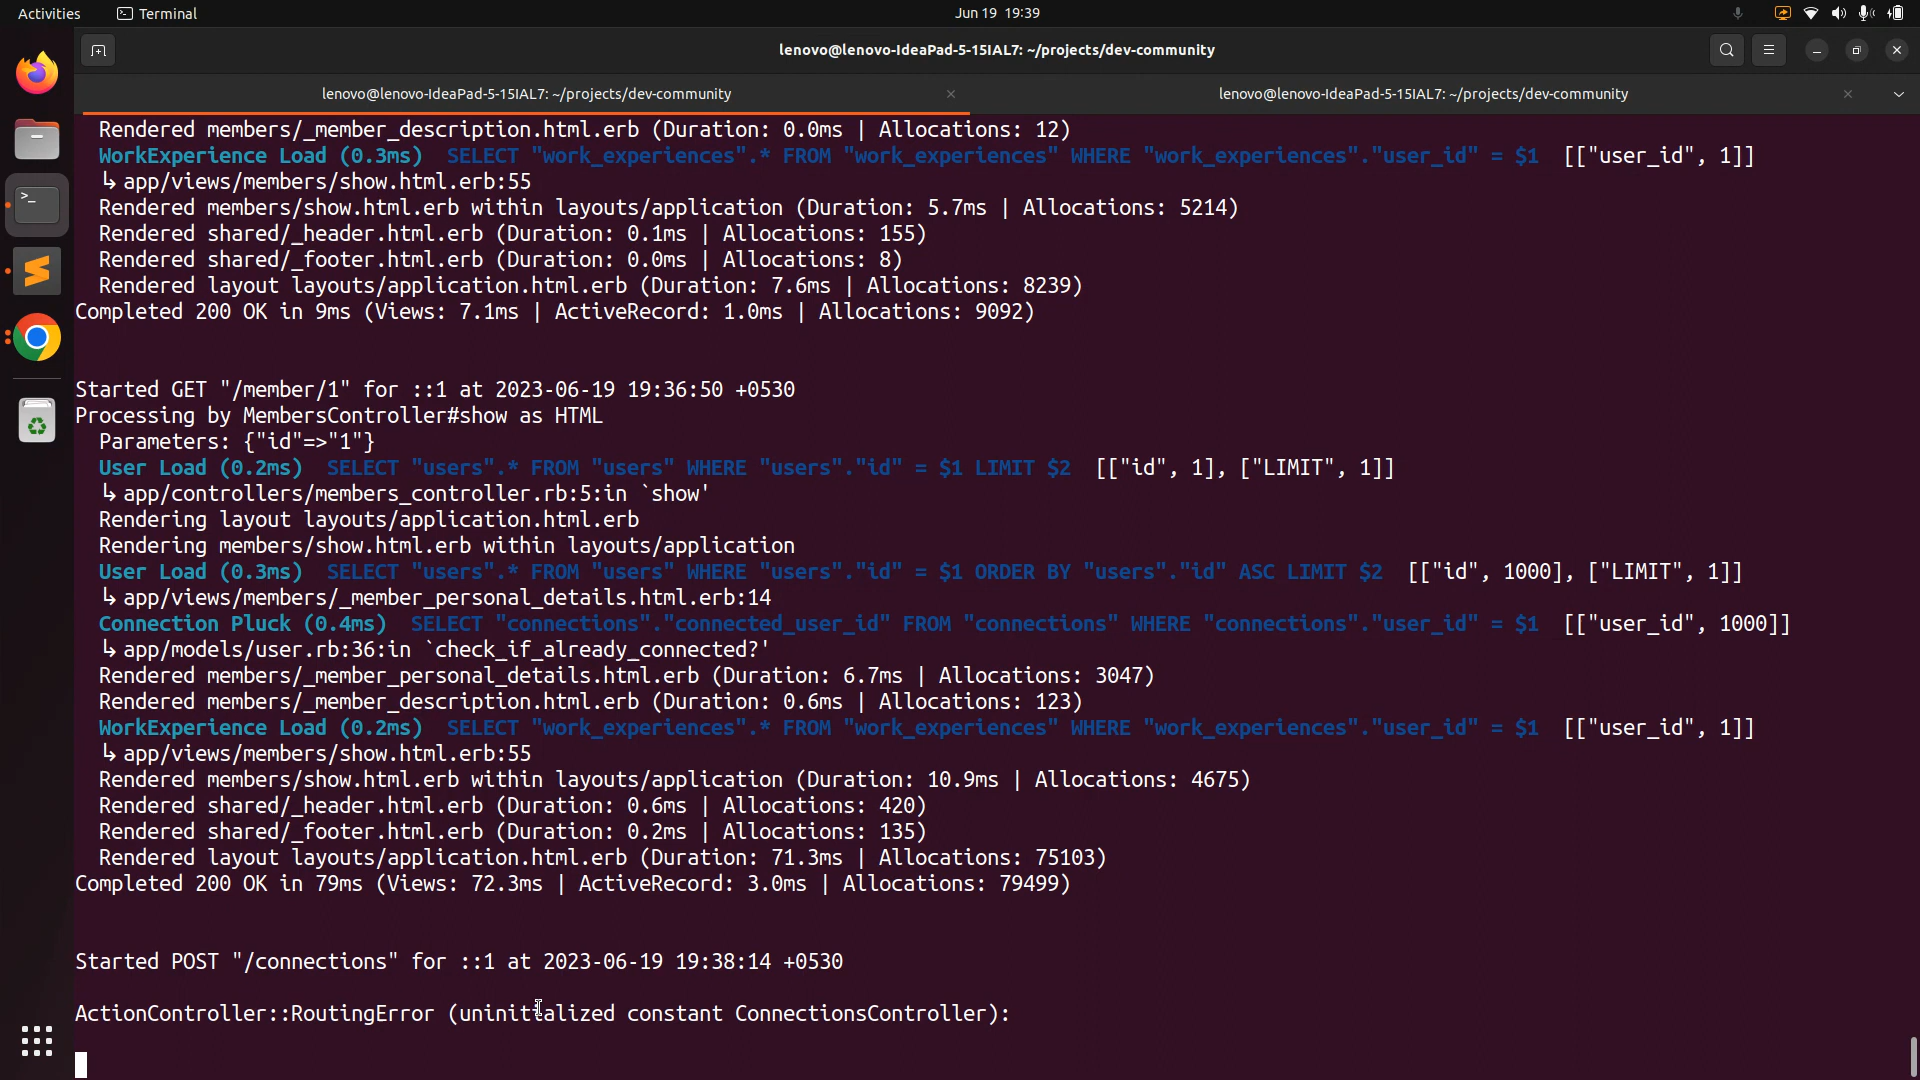 Activities Terminal Jun 19 19:39
lenovo@lenovo-IdeaPad-5-15IAL7: ~/projects/dev-community
lenovo@lenovo-IdeaPad-5-15IAL7: ~/projects/dev-community lenovo@lenovo-IdeaPad-5-15IAL7: ~/projects/dev-community
Rendered members/_member_description.html.erb (Duration: 0.0ms | Allocations: 12)
WorkExperience Load (0.3ms) SELECT "work_experiences".* FROM "work_experiences" WHERE "work_experiences"."user_id" = $1 [["user_id", 1]]
↳ app/views/members/show.html.erb:55
Rendered members/show.html.erb within layouts/application (Duration: 5.7ms | Allocations: 5214)
Rendered shared/_header.html.erb (Duration: 0.1ms | Allocations: 155)
Rendered shared/_footer.html.erb (Duration: 0.0ms | Allocations: 8)
Rendered layout layouts/application.html.erb (Duration: 7.6ms | Allocations: 8239)
Completed 200 OK in 9ms (Views: 7.1ms | ActiveRecord: 1.0ms | Allocations: 9092)
Started GET "/member/1" for ::1 at 2023-06-19 19:36:50 +0530
Processing by MembersController#show as HTML
Parameters: {"id"=>"1"}
User Load (0.2ms) SELECT "users".* FROM "users" WHERE "users"."id" = $1 LIMIT $2 [["id", 1], ["LIMIT", 1]]
↳ app/controllers/members_controller.rb:5:in `show'
Rendering layout layouts/application.html.erb
Rendering members/show.html.erb within layouts/application
User Load (0.3ms) SELECT "users".* FROM "users" WHERE "users"."id" = $1 ORDER BY "users"."id" ASC LIMIT $2 [["id", 1000], ["LIMIT", 1]]
↳ app/views/members/_member_personal_details.html.erb:14
Connection Pluck (0.4ms) SELECT "connections"."connected_user_id" FROM "connections" WHERE "connections"."user_id" = $1 [["user_id", 1000]]
↳ app/models/user.rb:36:in `check_if_already_connected?'
Rendered members/_member_personal_details.html.erb (Duration: 6.7ms | Allocations: 3047)
Rendered members/_member_description.html.erb (Duration: 0.6ms | Allocations: 123)
WorkExperience Load (0.2ms) SELECT "work_experiences".* FROM "work_experiences" WHERE "work_experiences"."user_id" = $1 [["user_id", 1]]
↳ app/views/members/show.html.erb:55
Rendered members/show.html.erb within layouts/application (Duration: 10.9ms | Allocations: 4675)
Rendered shared/_header.html.erb (Duration: 0.6ms | Allocations: 420)
Rendered shared/_footer.html.erb (Duration: 0.2ms | Allocations: 135)
Rendered layout layouts/application.html.erb (Duration: 71.3ms | Allocations: 75103)
Completed 200 OK in 79ms (Views: 72.3ms | ActiveRecord: 3.0ms | Allocations: 79499)
Started POST "/connections" for ::1 at 2023-06-19 19:38:14 +0530
ActionController::RoutingError (uninitialized constant ConnectionsController):